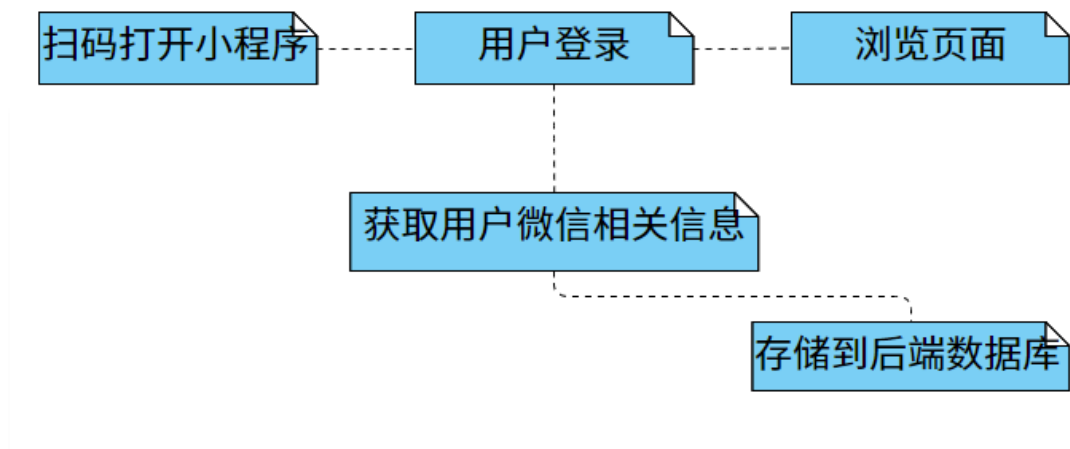 扫码打开小程序
用户登录
浏览页面
获取用户微信相关信息
存储到后端数据库